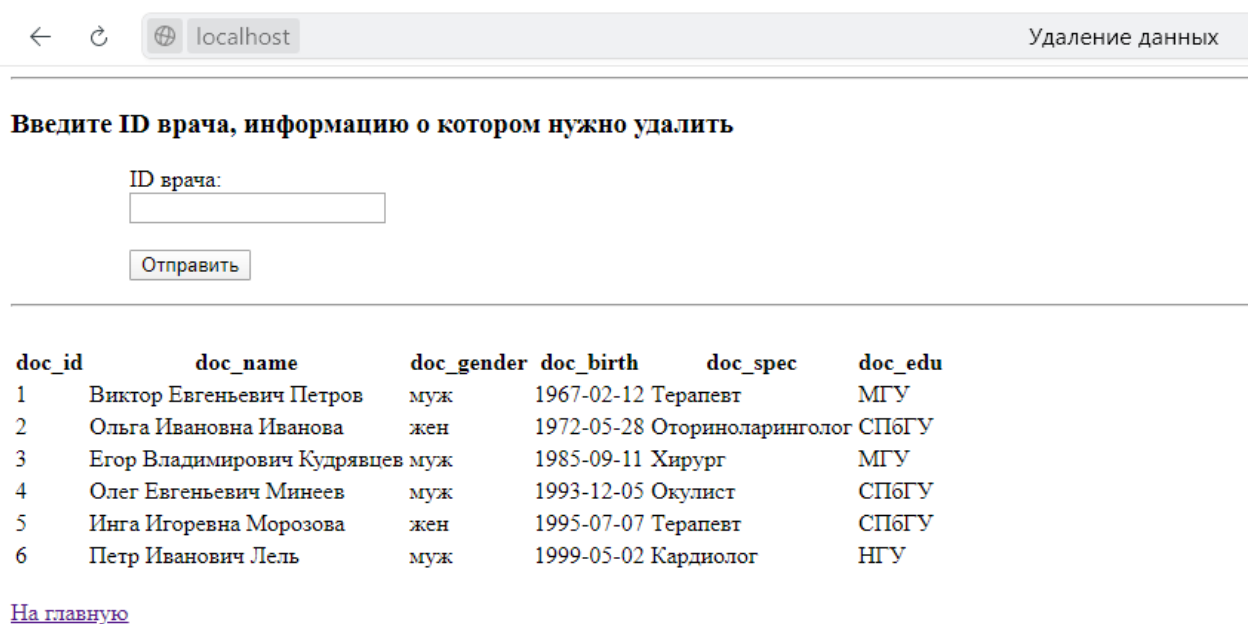 localhost Удаление данных
Введите ID врача, информацию о котором нужно удалить
ID врача:
Отправить
doc_id doc_name doc_gender doc_birth doc_spec doc_edu
1 Виктор Евгеньевич Петров муж 1967-02-12 Терапевт МГУ
2 Ольга Ивановна Иванова жен 1972-05-28 Оториноларинголог СПбГУ
3 Егор Владимирович Кудрявцев муж 1985-09-11 Хирург МГУ
4 Олег Евгеньевич Минеев муж 1993-12-05 Окулист СПбГУ
5 Инга Игоревна Морозова жен 1995-07-07 Терапевт СПбГУ
6 Петр Иванович Лель муж 1999-05-02 Кардиолог НГУ
На главную